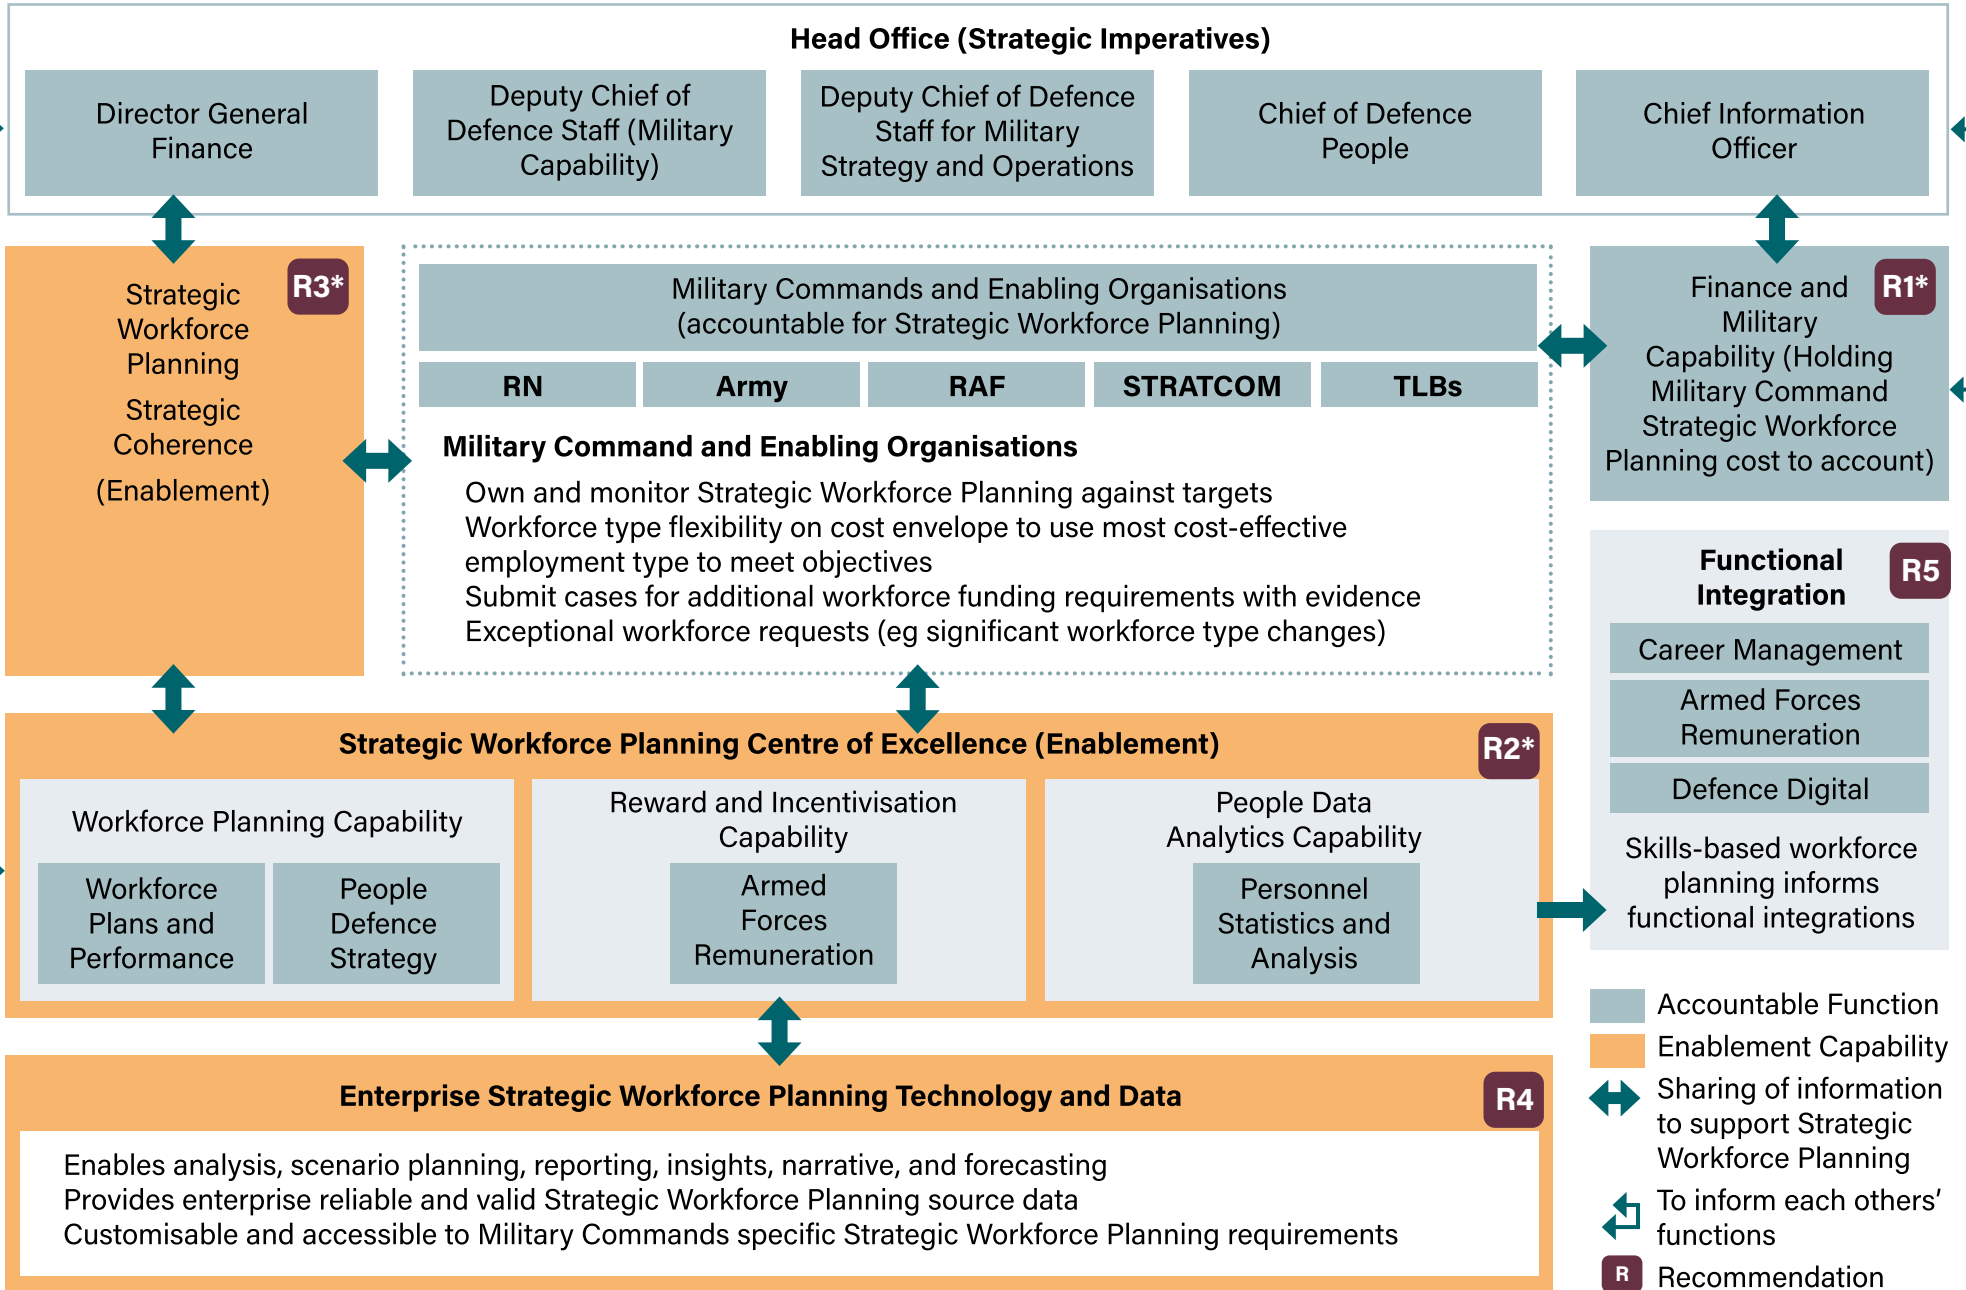 Head Office (Strategic Imperatives)
Director General
Finance
Deputy Chief of
Defence Staff (Military
Capability)
Deputy Chief of Defence
Staff for Military
Strategy and Operations
Chief of Defence
People
Chief Information
Officer
R3*
Strategic
Workforce
Planning
Strategic
Coherence
(Enablement)
Military Commands and Enabling Organisations
(accountable for Strategic Workforce Planning)
RN
Army
RAF
STRATCOM
TLBs
Military Command and Enabling Organisations
Own and monitor Strategic Workforce Planning against targets
Workforce type flexibility on cost envelope to use most cost-effective
employment type to meet objectives
Submit cases for additional workforce funding requirements with evidence
Exceptional workforce requests (eg significant workforce type changes)
R1*
Finance and
Military
Capability (Holding
Military Command
Strategic Workforce
Planning cost to account)
Functional
Integration
R5
Career Management
Armed Forces
Remuneration
Defence Digital
Skills-based workforce
planning informs
functional integrations
Strategic Workforce Planning Centre of Excellence (Enablement)
R2*
Workforce Planning Capability
Workforce
Plans and
Performance
People
Defence
Strategy
Reward and Incentivisation
Capability
Armed
Forces
Remuneration
People Data
Analytics Capability
Personnel
Statistics and
Analysis
Enterprise Strategic Workforce Planning Technology and Data
R4
Enables analysis, scenario planning, reporting, insights, narrative, and forecasting
Provides enterprise reliable and valid Strategic Workforce Planning source data
Customisable and accessible to Military Commands specific Strategic Workforce Planning requirements
Accountable Function
Enablement Capability
Sharing of information
to support Strategic
Workforce Planning
To inform each others’
functions
R
Recommendation